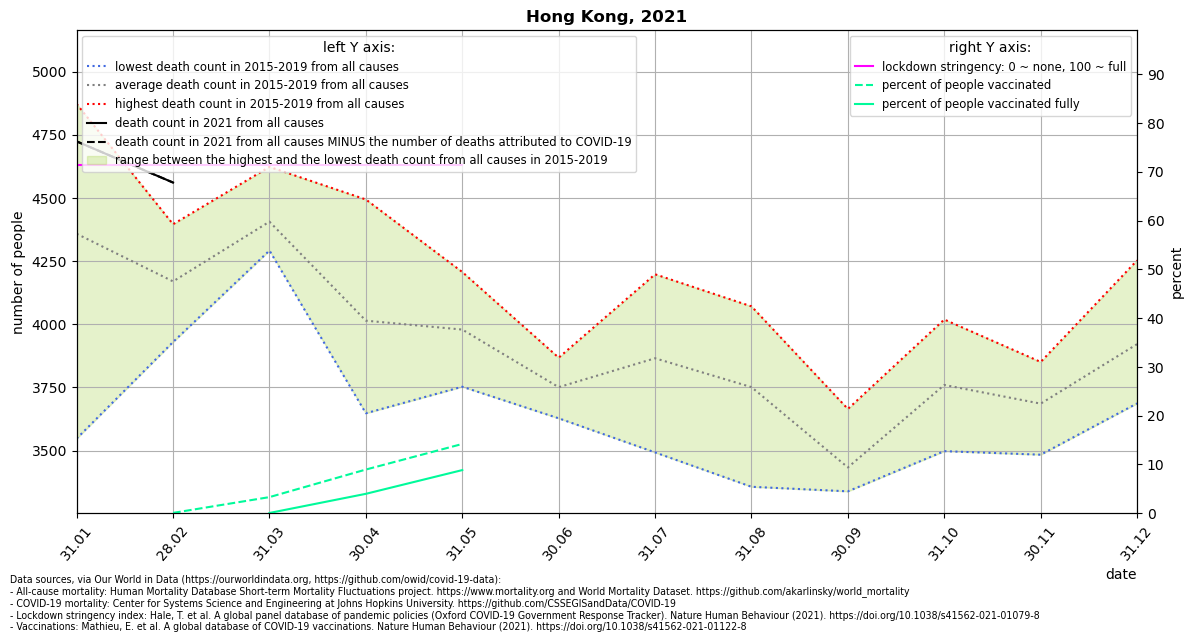 Hong Kong, 2021
left Y axis:
lowest death count in 2015-2019 from all causes
average death count in 2015-2019 from all causes
highest death count in 2015-2019 from all causes
death count in 2021 from all causes
death count in 2021 from all causes MINUS the number of deaths attributed to COVID-19
range between the highest and the lowest death count from all causes in 2015-2019
right Y axis:
lockdown stringency: 0 ~ none, 100 ~ full
percent of people vaccinated
percent of people vaccinated fully
number of people
5000
4750
4500
4250
4000
3750
3500
percent
90
80
70
60
50
40
30
20
10
0
31.01
28.02
31.03
30.04
31.05
30.06
31.07
31.08
30.09
31.10
30.11
31.12
date
Data sources, via Our World in Data (https://ourworldindata.org, https://github.com/owid/covid-19-data):
- All-cause mortality: Human Mortality Database Short-term Mortality Fluctuations project. https://www.mortality.org and World Mortality Dataset. https://github.com/akarlinsky/world_mortality
- COVID-19 mortality: Center for Systems Science and Engineering at Johns Hopkins University. https://github.com/CSSEGISandData/COVID-19
- Lockdown stringency index: Hale, T. et al. A global panel database of pandemic policies (Oxford COVID-19 Government Response Tracker). Nature Human Behaviour (2021). https://doi.org/10.1038/s41562-021-01079-8
- Vaccinations: Mathieu, E. et al. A global database of COVID-19 vaccinations. Nature Human Behaviour (2021). https://doi.org/10.1038/s41562-021-01122-8